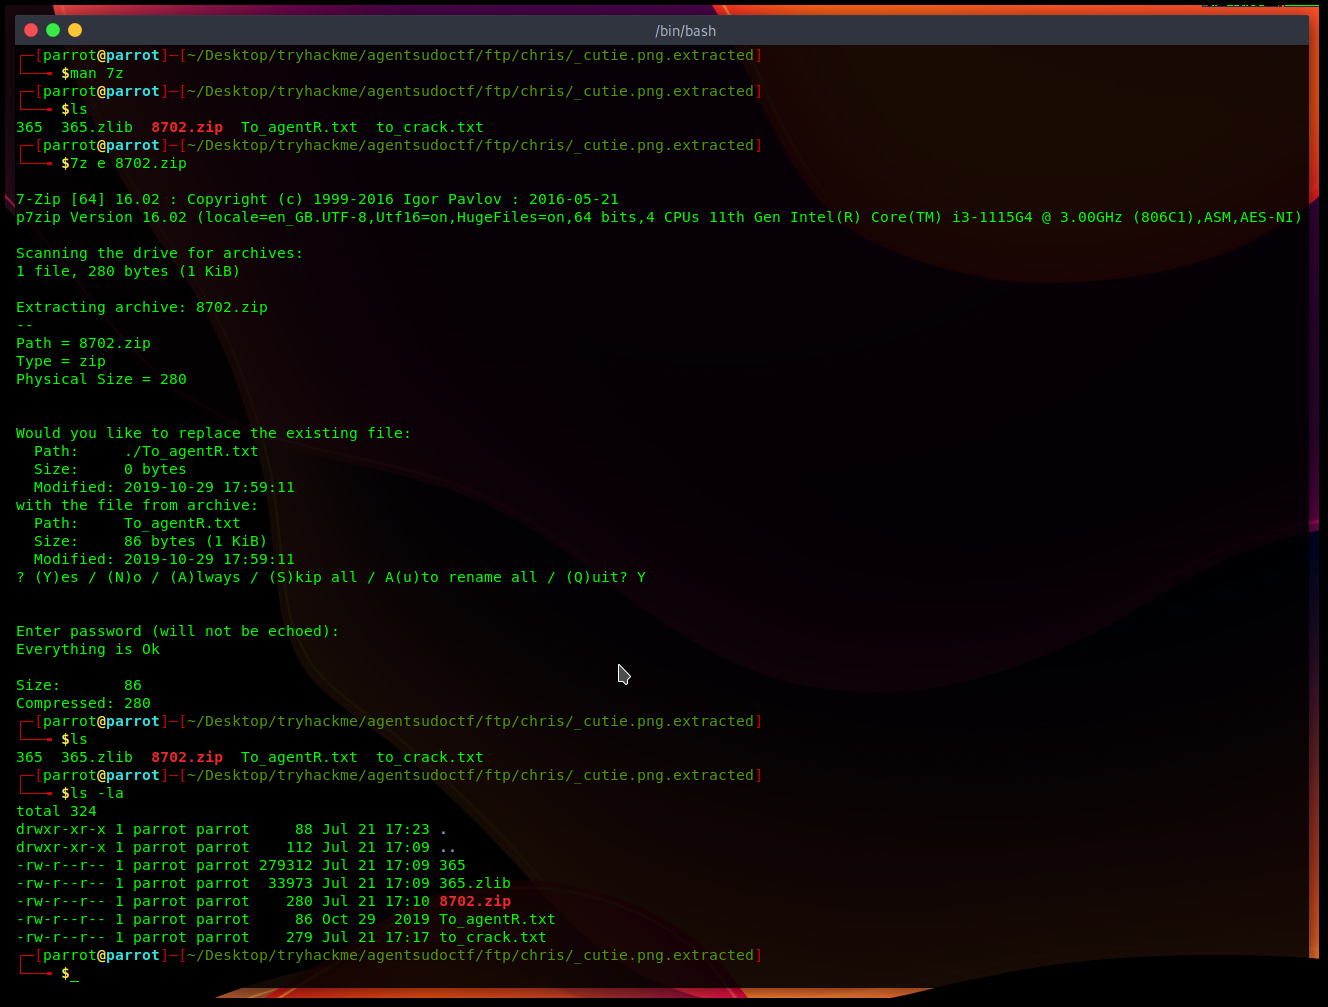 /bin/bash
┌─[parrot@parrot]─[~/Desktop/tryhackme/agentsudoctf/ftp/chris/_cutie.png.extracted]
└──╼ $man 7z
┌─[parrot@parrot]─[~/Desktop/tryhackme/agentsudoctf/ftp/chris/_cutie.png.extracted]
└──╼ $ls
365  365.zlib  8702.zip  To_agentR.txt  to_crack.txt
┌─[parrot@parrot]─[~/Desktop/tryhackme/agentsudoctf/ftp/chris/_cutie.png.extracted]
└──╼ $7z e 8702.zip

7-Zip [64] 16.02 : Copyright (c) 1999-2016 Igor Pavlov : 2016-05-21
p7zip Version 16.02 (locale=en_GB.UTF-8,Utf16=on,HugeFiles=on,64 bits,4 CPUs 11th Gen Intel(R) Core(TM) i3-1115G4 @ 3.00GHz (806C1),ASM,AES-NI)

Scanning the drive for archives:
1 file, 280 bytes (1 KiB)

Extracting archive: 8702.zip
--
Path = 8702.zip
Type = zip
Physical Size = 280

Would you like to replace the existing file:
  Path:     ./To_agentR.txt
  Size:     0 bytes
  Modified: 2019-10-29 17:59:11
with the file from archive:
  Path:     To_agentR.txt
  Size:     86 bytes (1 KiB)
  Modified: 2019-10-29 17:59:11
? (Y)es / (N)o / (A)lways / (S)kip all / A(u)to rename all / (Q)uit? Y

Enter password (will not be echoed):
Everything is Ok

Size:       86
Compressed: 280
┌─[parrot@parrot]─[~/Desktop/tryhackme/agentsudoctf/ftp/chris/_cutie.png.extracted]
└──╼ $ls
365  365.zlib  8702.zip  To_agentR.txt  to_crack.txt
┌─[parrot@parrot]─[~/Desktop/tryhackme/agentsudoctf/ftp/chris/_cutie.png.extracted]
└──╼ $ls -la
total 324
drwxr-xr-x 1 parrot parrot     88 Jul 21 17:23 .
drwxr-xr-x 1 parrot parrot    112 Jul 21 17:09 ..
-rw-r--r-- 1 parrot parrot 279312 Jul 21 17:09 365
-rw-r--r-- 1 parrot parrot  33973 Jul 21 17:09 365.zlib
-rw-r--r-- 1 parrot parrot    280 Jul 21 17:10 8702.zip
-rw-r--r-- 1 parrot parrot     86 Oct 29  2019 To_agentR.txt
-rw-r--r-- 1 parrot parrot    279 Jul 21 17:17 to_crack.txt
┌─[parrot@parrot]─[~/Desktop/tryhackme/agentsudoctf/ftp/chris/_cutie.png.extracted]
└──╼ $_